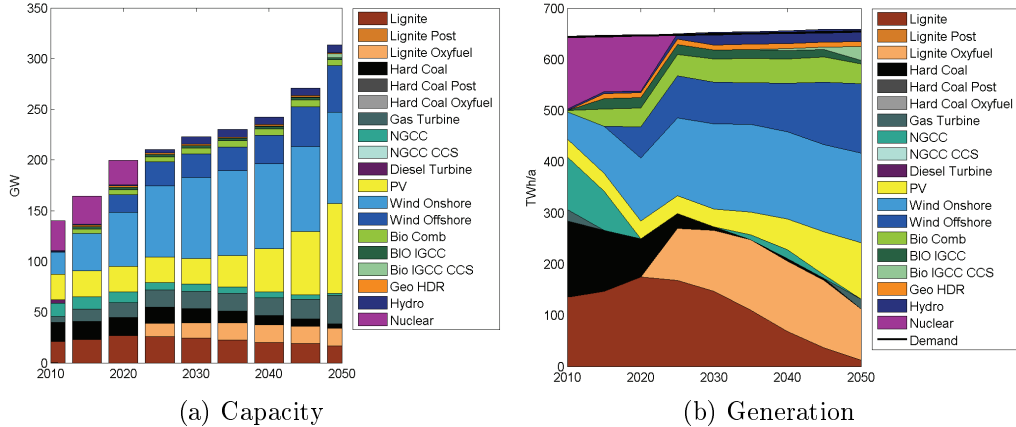 350
300
250
200
150
100
50
0
GW
2010
2020
2030
2040
2050
Lignite
Lignite Post
Lignite Oxyfuel
Hard Coal
Hard Coal Post
Hard Coal Oxyfuel
Gas Turbine
NGCC
NGCC CCS
Diesel Turbine
PV
Wind Onshore
Wind Offshore
Bio Comb
BIO IGCC
Bio IGCC CCS
Geo HDR
Hydro
Nuclear
(a) Capacity
700
600
500
400
300
200
100
0
TWh/a
2010
2020
2030
2040
2050
Lignite
Lignite Post
Lignite Oxyfuel
Hard Coal
Hard Coal Post
Hard Coal Oxyfuel
Gas Turbine
NGCC
NGCC CCS
Diesel Turbine
PV
Wind Onshore
Wind Offshore
Bio Comb
BIO IGCC
Bio IGCC CCS
Geo HDR
Hydro
Nuclear
Demand
(b) Generation